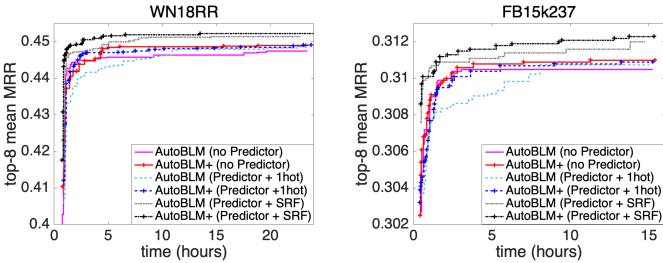 WN18RR
top-8 mean MRR
0.45
0.44
0.43
0.42
0.41
0.4
AutoBLM (no Predictor)
AutoBLM+ (no Predictor)
AutoBLM (Predictor + 1hot)
AutoBLM+ (Predictor +1hot)
AutoBLM (Predictor + SRF)
AutoBLM+ (Predictor + SRF)
0 5 10 15 20
time (hours)
FB15k237
top-8 mean MRR
0.312
0.311
0.308
0.306
0.304
0.302
AutoBLM (no Predictor)
AutoBLM+ (no Predictor)
AutoBLM (Predictor + 1hot)
AutoBLM+ (Predictor +1hot)
AutoBLM (Predictor + SRF)
AutoBLM+ (Predictor + SRF)
0 5 10 15
time (hours)